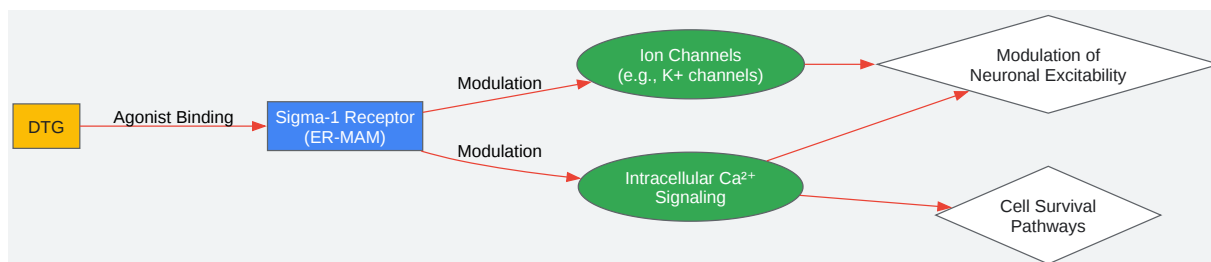 DTG
Agonist Binding
Sigma-1 Receptor
(ER-MAM)
Modulation
Modulation
Ion Channels
(e.g., K+ channels)
Intracellular Ca²⁺
Signaling
Modulation of
Neuronal Excitability
Cell Survival
Pathways